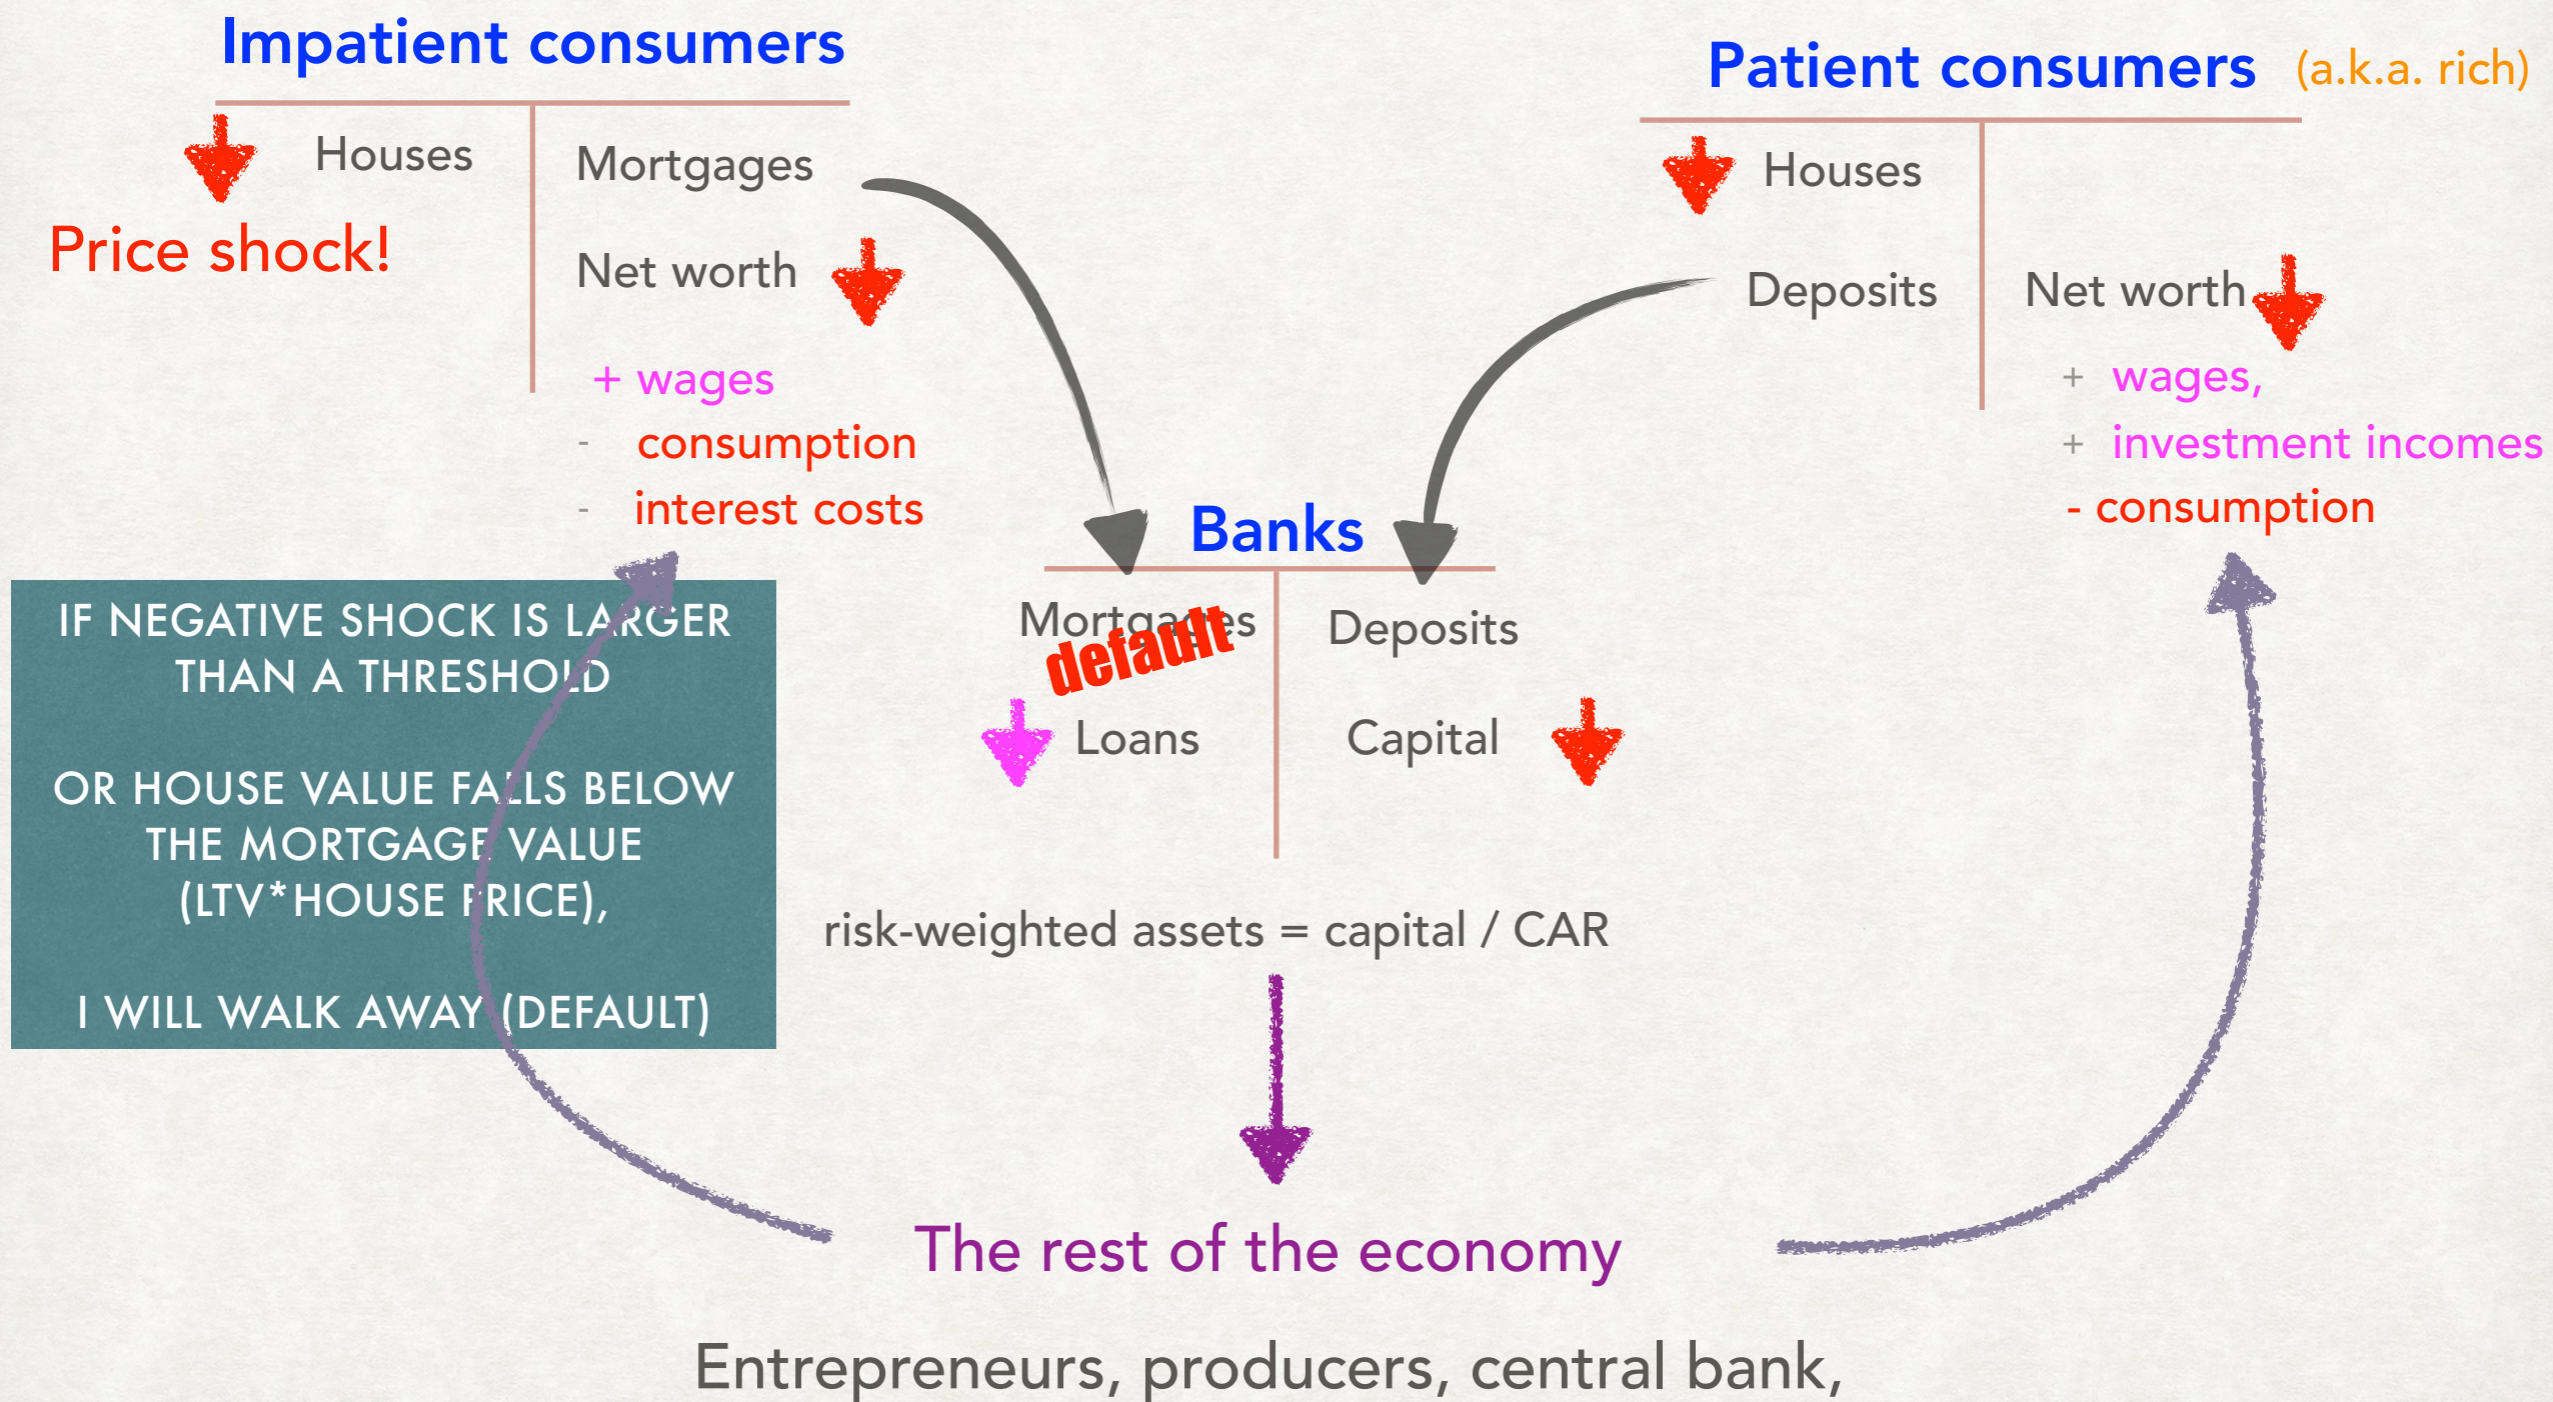 Impatient consumers
Houses
Price shock!
Mortgages
Net worth
+ wages
- consumption
- interest costs
Patient consumers (a.k.a. rich)
Houses
Deposits
Net worth
+ wages,
+ investment incomes
- consumption
IF NEGATIVE SHOCK IS LARGER
THAN A THRESHOLD
OR HOUSE VALUE FALLS BELOW
THE MORTGAGE VALUE
(LTV*HOUSE PRICE),
I WILL WALK AWAY (DEFAULT)
Banks
Mortgages
default
Loans
Deposits
Capital
risk-weighted assets = capital / CAR
The rest of the economy
Entrepreneurs, producers, central bank,